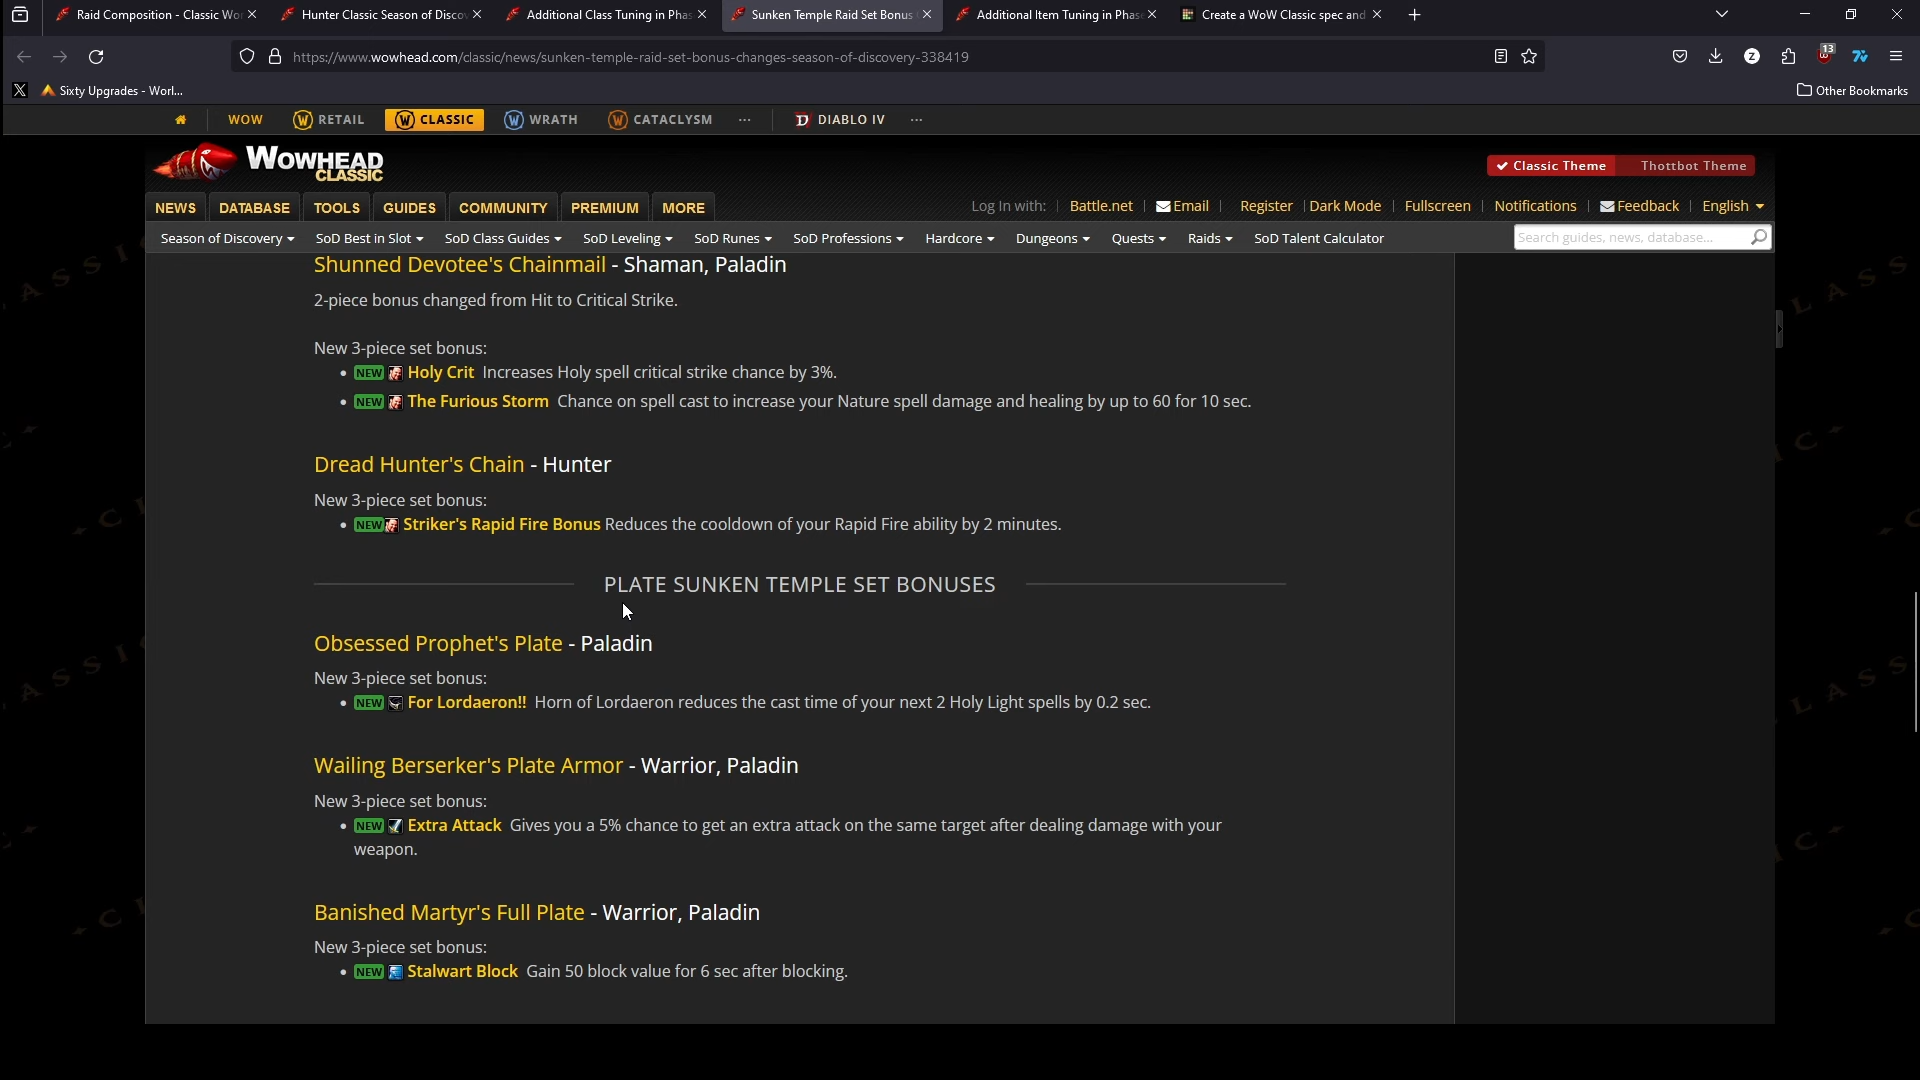 Raid Composition - Classic Wo
Hunter Classic Season of Disco
Additional Class Tuning in Phas
Sunken Temple Raid Set Bonus
Additional Item Tuning in Phase
Create a WoW Classic spec and
https://www.wowhead.com/classic/news/sunken-temple-raid-set-bonus-changes-season-of-discovery-338419
13
Sixty Upgrades - Worl...
Other Bookmarks
WOW
RETAIL
CLASSIC
WRATH
CATACLYSM
...
DIABLO IV
...
WOWHEAD
CLASSIC
Classic Theme
Thottbot Theme
NEWS
DATABASE
TOOLS
GUIDES
COMMUNITY
PREMIUM
MORE
Log In with:
Battle.net
Email
Register
Dark Mode
Fullscreen
Notifications
Feedback
English
Season of Discovery
SoD Best in Slot
SoD Class Guides
SoD Leveling
SoD Runes
SoD Professions
Hardcore
Dungeons
Quests
Raids
SoD Talent Calculator
Search guides, news, database...
Shunned Devotee's Chainmail - Shaman, Paladin
2-piece bonus changed from Hit to Critical Strike.
New 3-piece set bonus:
• NEW Holy Crit Increases Holy spell critical strike chance by 3%.
• NEW The Furious Storm Chance on spell cast to increase your Nature spell damage and healing by up to 60 for 10 sec.
Dread Hunter's Chain - Hunter
New 3-piece set bonus:
• NEW Striker's Rapid Fire Bonus Reduces the cooldown of your Rapid Fire ability by 2 minutes.
PLATE SUNKEN TEMPLE SET BONUSES
Obsessed Prophet's Plate - Paladin
New 3-piece set bonus:
• NEW For Lordaeron!! Horn of Lordaeron reduces the cast time of your next 2 Holy Light spells by 0.2 sec.
Wailing Berserker's Plate Armor - Warrior, Paladin
New 3-piece set bonus:
• NEW Extra Attack Gives you a 5% chance to get an extra attack on the same target after dealing damage with your
weapon.
Banished Martyr's Full Plate - Warrior, Paladin
New 3-piece set bonus:
• NEW Stalwart Block Gain 50 block value for 6 sec after blocking.